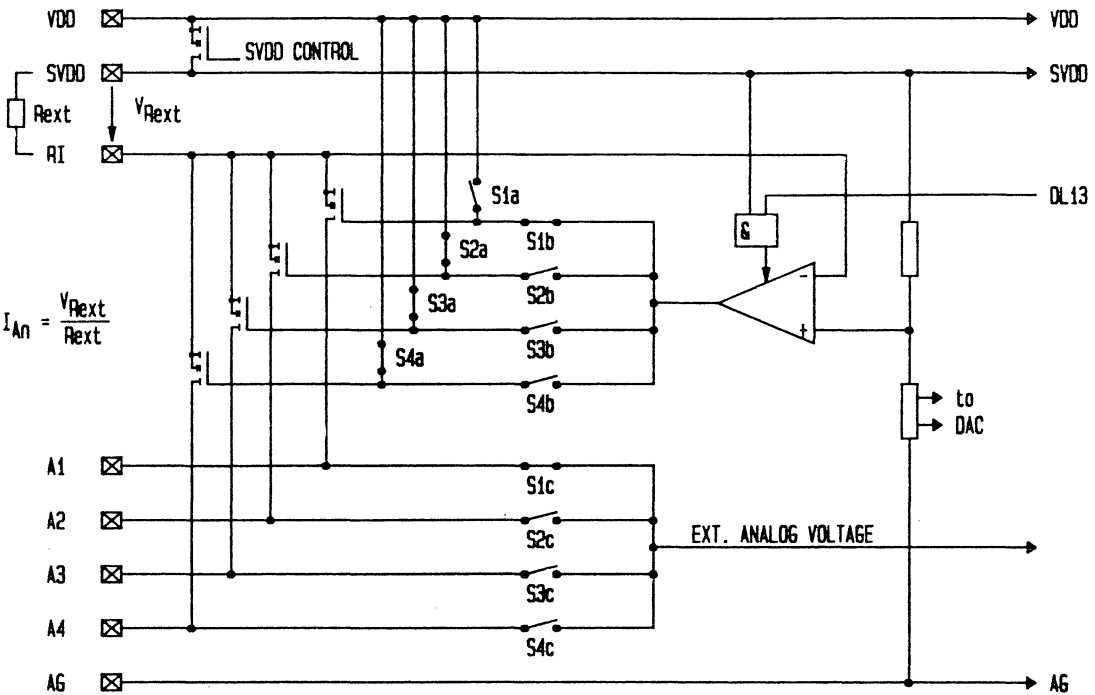 VDD
VDD
SVDD CONTROL
SVDD
SVDD
Rext
VRext
RI
S1a
DL13
&
S1b
S2a
S2b
-
S3a
IAn = VRext / Rext
+
S3b
S4a
S4b
to
DAC
A1
S1c
A2
S2c
EXT. ANALOG VOLTAGE
A3
S3c
A4
S4c
AG
AG